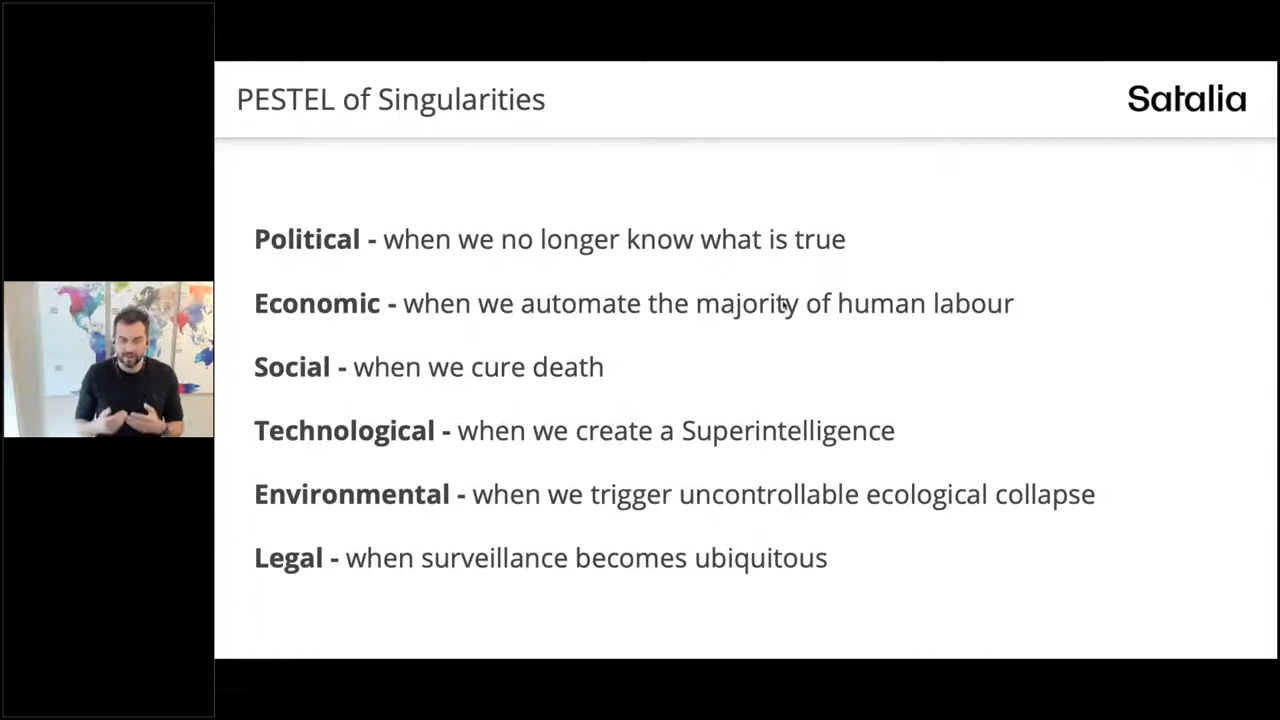 PESTEL of Singularities
Satalia
Political - when we no longer know what is true
Economic - when we automate the majority of human labour
Social - when we cure death
Technological - when we create a Superintelligence
Environmental - when we trigger uncontrollable ecological collapse
Legal - when surveillance becomes ubiquitous